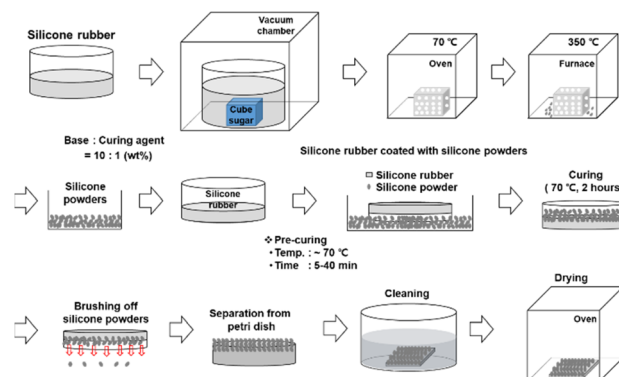 Silicone rubber
Vacuum
chamber
Cube
sugar
70 ℃
Oven
350 ℃
Furnace
Base : Curing agent
= 10 : 1 (wt%)
Silicone rubber coated with silicone powders
Silicone
powders
Silicone
rubber
❖ Pre-curing
• Temp. : ~ 70 ℃
• Time : 5-40 min
Silicone rubber
Silicone powder
Curing
( 70 ℃, 2 hours
Brushing off
silicone powders
Separation from
petri dish
Cleaning
Drying
Oven